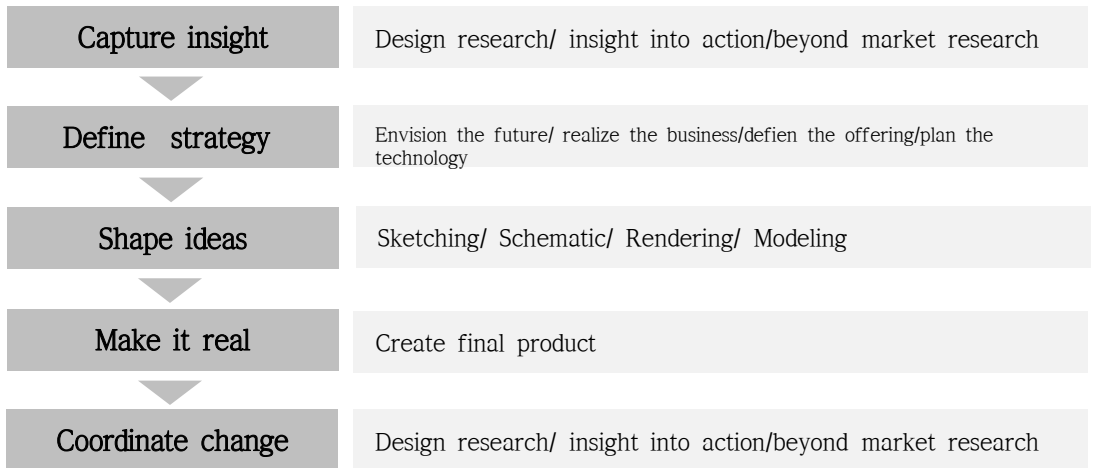 Capture insight
Design research/ insight into action/beyond market research
Define strategy
Envision the future/ realize the business/defien the offering/plan the
technology
Shape ideas
Sketching/ Schematic/ Rendering/ Modeling
Make it real
Create final product
Coordinate change
Design research/ insight into action/beyond market research